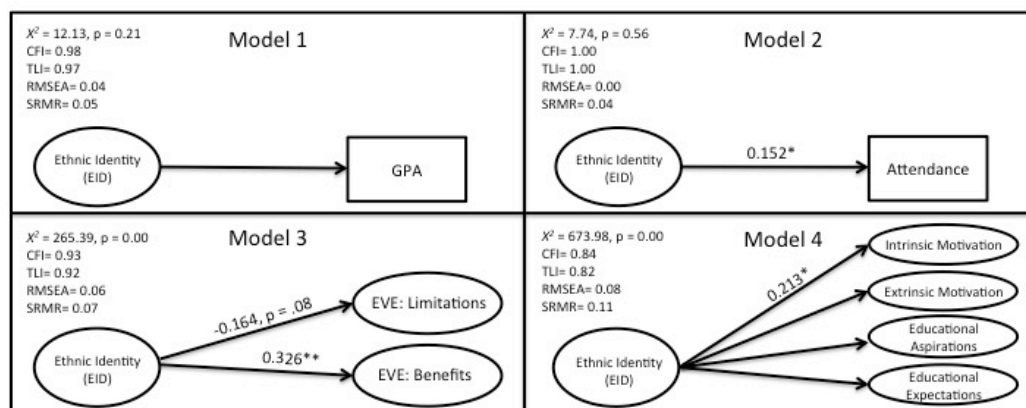 X² = 12.13, p = 0.21
CFI= 0.98
TLI= 0.97
RMSEA= 0.04
SRMR= 0.05
Model 1
Ethnic Identity
(EID)
GPA
X² = 7.74, p = 0.56
CFI= 1.00
TLI= 1.00
RMSEA= 0.00
SRMR= 0.04
Model 2
Ethnic Identity
(EID)
0.152*
Attendance
X² = 265.39, p = 0.00
CFI= 0.93
TLI= 0.92
RMSEA= 0.06
SRMR= 0.07
Model 3
Ethnic Identity
(EID)
-0.164, p = .08
EVE: Limitations
0.326**
EVE: Benefits
X² = 673.98, p = 0.00
CFI= 0.84
TLI= 0.82
RMSEA= 0.08
SRMR= 0.11
Model 4
Ethnic Identity
(EID)
0.213*
Intrinsic Motivation
Extrinsic Motivation
Educational
Aspirations
Educational
Expectations